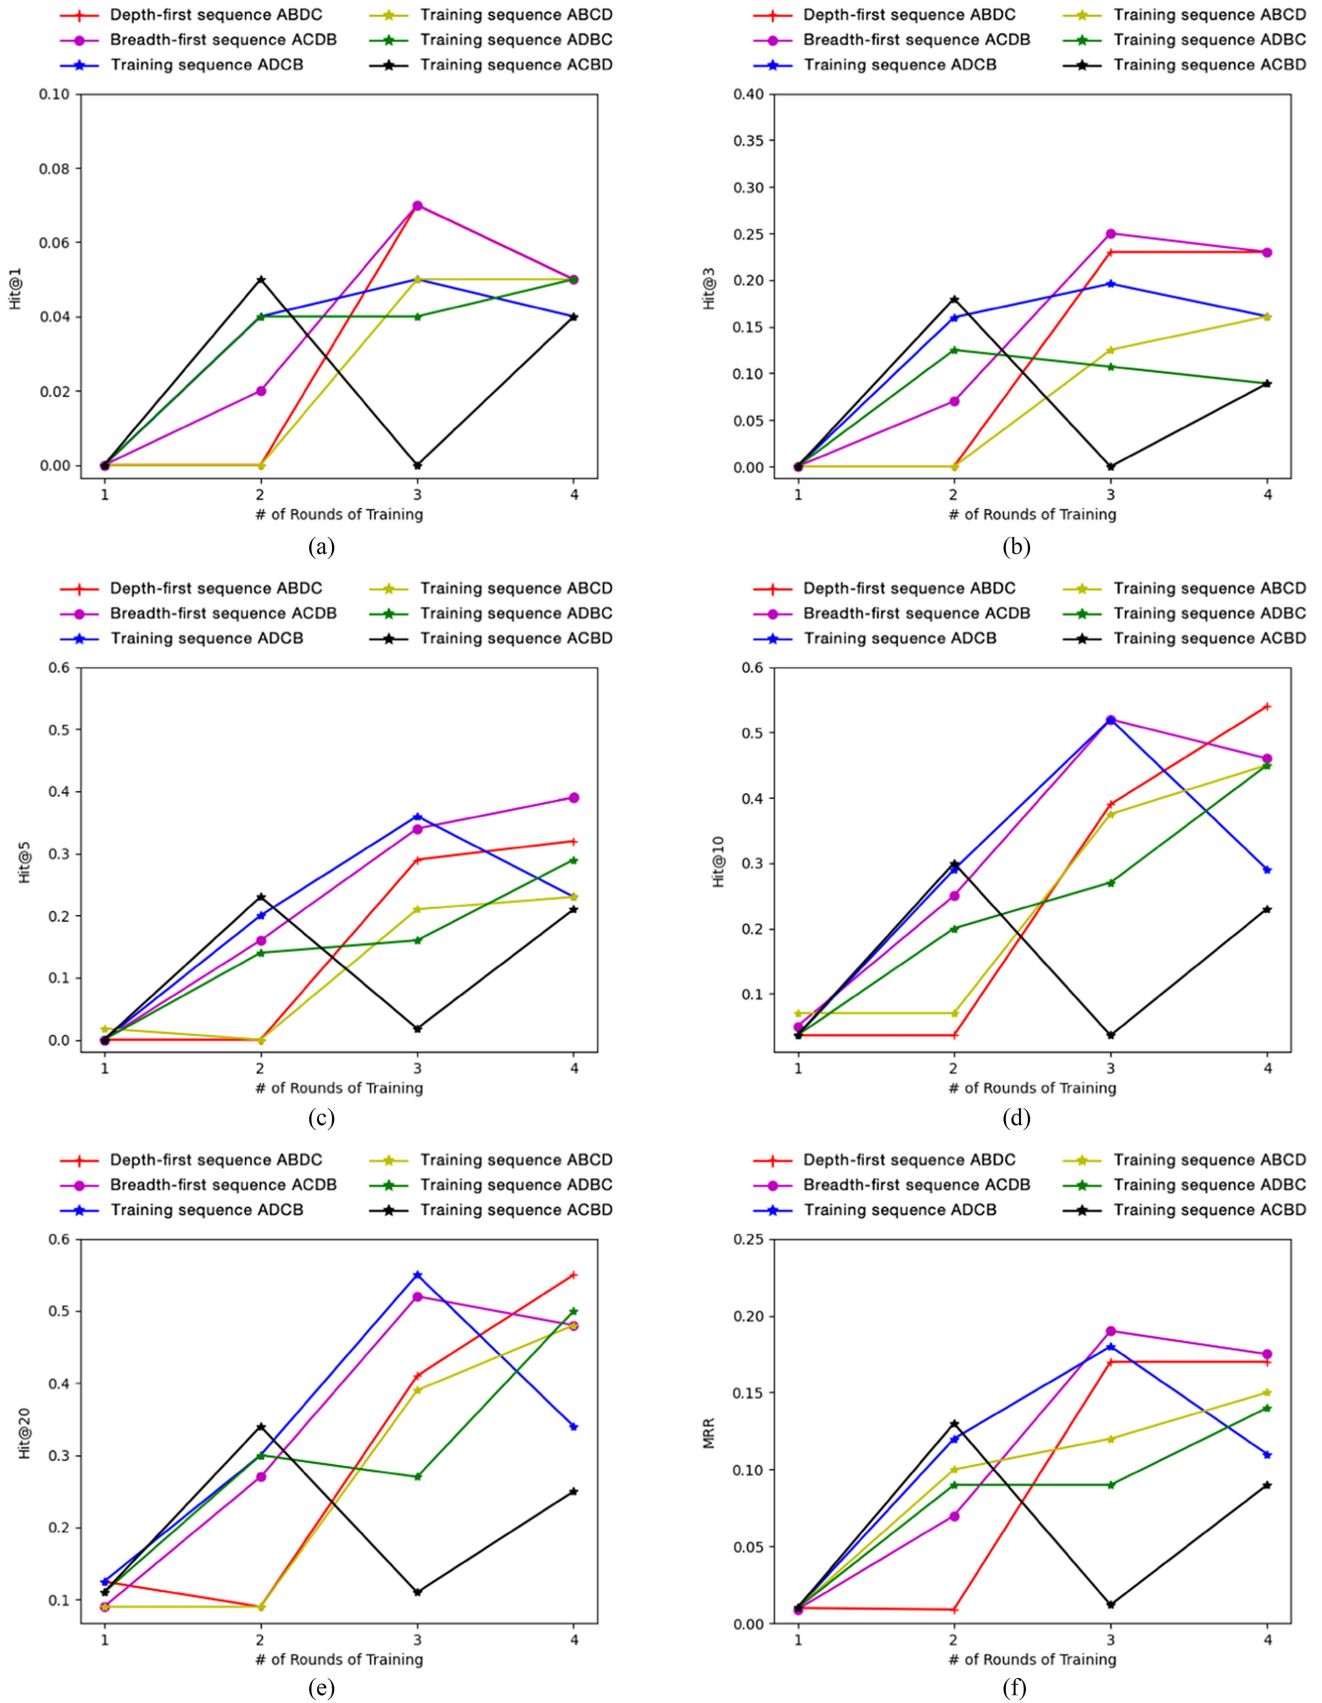 Depth-first sequence ABDC
Breadth-first sequence ACDB
Training sequence ADCB
Training sequence ABCD
Training sequence ADBC
Training sequence ACBD
0.10
0.08
0.06
0.04
0.02
0.00
Hit@1
1 2 3 4
# of Rounds of Training
(a)
Depth-first sequence ABDC
Breadth-first sequence ACDB
Training sequence ADCB
Training sequence ABCD
Training sequence ADBC
Training sequence ACBD
0.40
0.35
0.30
0.25
0.20
0.15
0.10
0.05
0.00
Hit@3
1 2 3 4
# of Rounds of Training
(b)
Depth-first sequence ABDC
Breadth-first sequence ACDB
Training sequence ADCB
Training sequence ABCD
Training sequence ADBC
Training sequence ACBD
0.6
0.5
0.4
0.3
0.2
0.1
0.0
Hit@5
1 2 3 4
# of Rounds of Training
(c)
Depth-first sequence ABDC
Breadth-first sequence ACDB
Training sequence ADCB
Training sequence ABCD
Training sequence ADBC
Training sequence ACBD
0.6
0.5
0.4
0.3
0.2
0.1
Hit@10
1 2 3 4
# of Rounds of Training
(d)
Depth-first sequence ABDC
Breadth-first sequence ACDB
Training sequence ADCB
Training sequence ABCD
Training sequence ADBC
Training sequence ACBD
0.6
0.5
0.4
0.3
0.2
0.1
Hit@20
1 2 3 4
# of Rounds of Training
(e)
Depth-first sequence ABDC
Breadth-first sequence ACDB
Training sequence ADCB
Training sequence ABCD
Training sequence ADBC
Training sequence ACBD
0.25
0.20
0.15
0.10
0.05
0.00
MRR
1 2 3 4
# of Rounds of Training
(f)